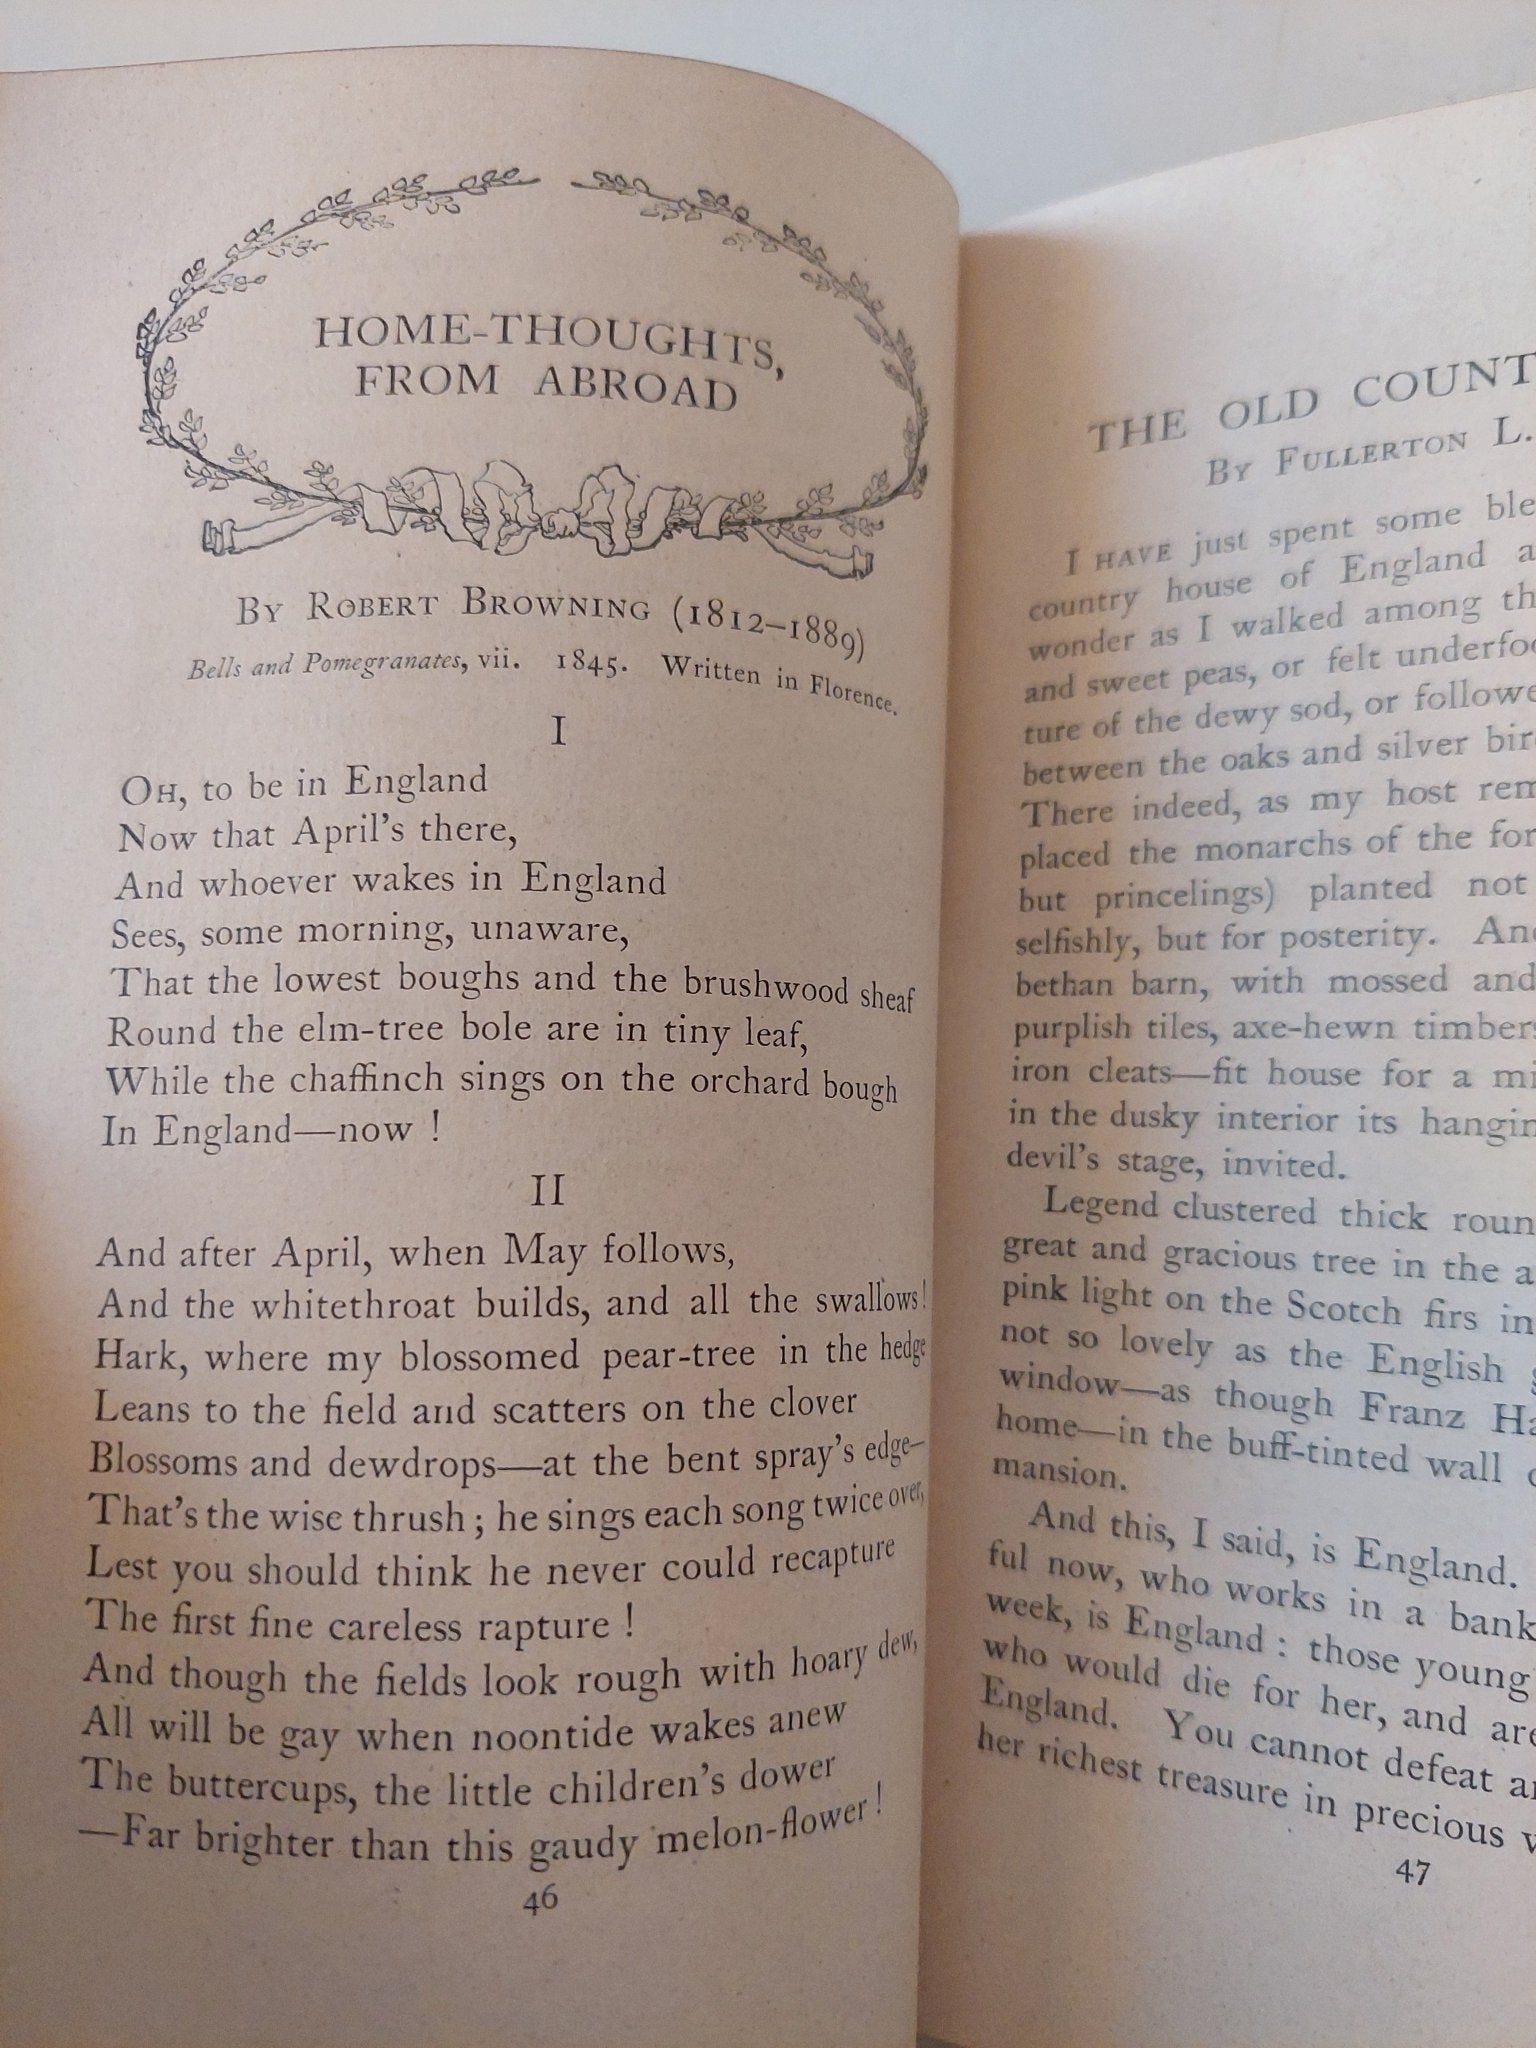 HOME-THOUGHTS,
FROM ABROAD
BY ROBERT BROWNING (1812–1889)
Bells and Pomegranates, vii. 1845. Written in Florence.
I
OH, to be in England
Now that April's there,
And whoever wakes in England
Sees, some morning, unaware,
That the lowest boughs and the brushwood sheaf
Round the elm-tree bole are in tiny leaf,
While the chaffinch sings on the orchard bough
In England—now !
II
And after April, when May follows,
And the whitethroat builds, and all the swallows!
Hark, where my blossomed pear-tree in the hedge
Leans to the field and scatters on the clover
Blossoms and dewdrops—at the bent spray's edge—
That's the wise thrush ; he sings each song twice over,
Lest you should think he never could recapture
The first fine careless rapture !
And though the fields look rough with hoary dew,
All will be gay when noontide wakes anew
The buttercups, the little children's dower
—Far brighter than this gaudy melon-flower !
46
THE OLD COUNT
BY FULLERTON L.
I HAVE just spent some ble
country house of England a
wonder as I walked among th
and sweet peas, or felt underfoo
ture of the dewy sod, or followe
between the oaks and silver bir
There indeed, as my host rem
placed the monarchs of the for
but princelings) planted not
selfishly, but for posterity. An
bethan barn, with mossed and
purplish tiles, axe-hewn timbers
iron cleats—fit house for a mi
in the dusky interior its hangin
devil's stage, invited.
Legend clustered thick roun
great and gracious tree in the a
pink light on the Scotch firs in
not so lovely as the English g
window—as though Franz Ha
home—in the buff-tinted wall
mansion.
And this, I said, is England.
ful now, who works in a bank
week, is England : those young
who would die for her, and are
England. You cannot defeat an
her richest treasure in precious v
47